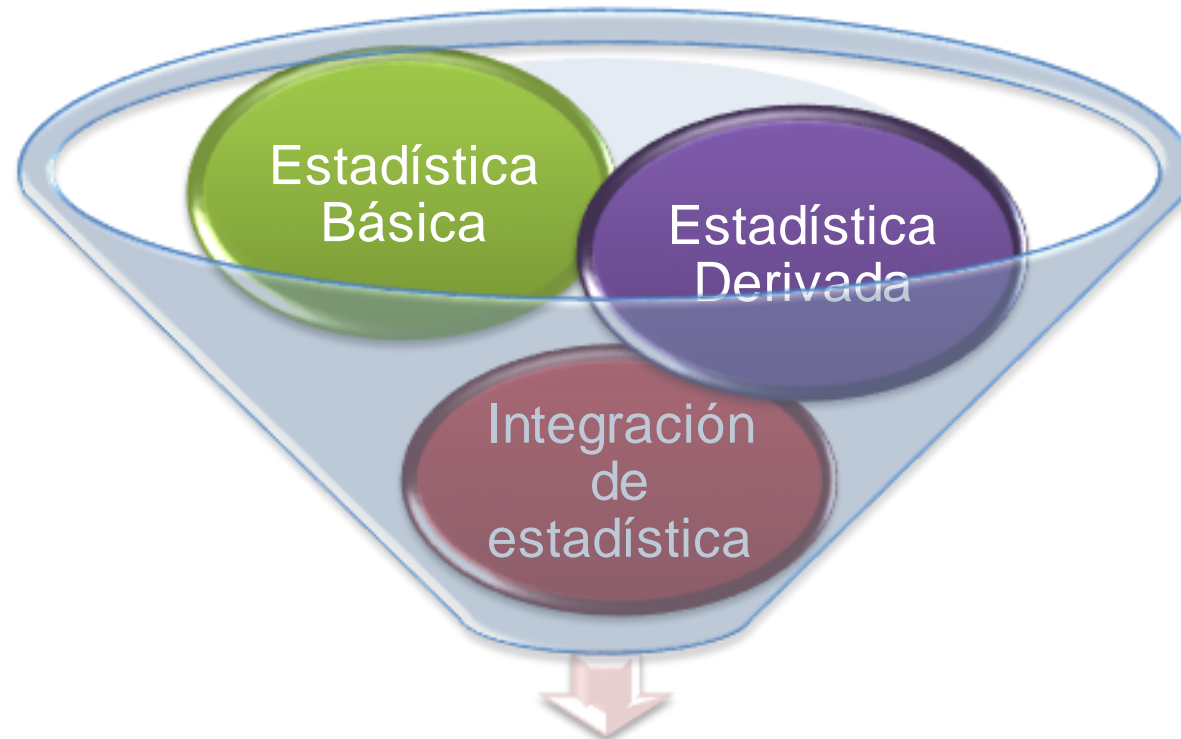 Estadística
Básica
Estadística
Derivada
Integración
de
estadística